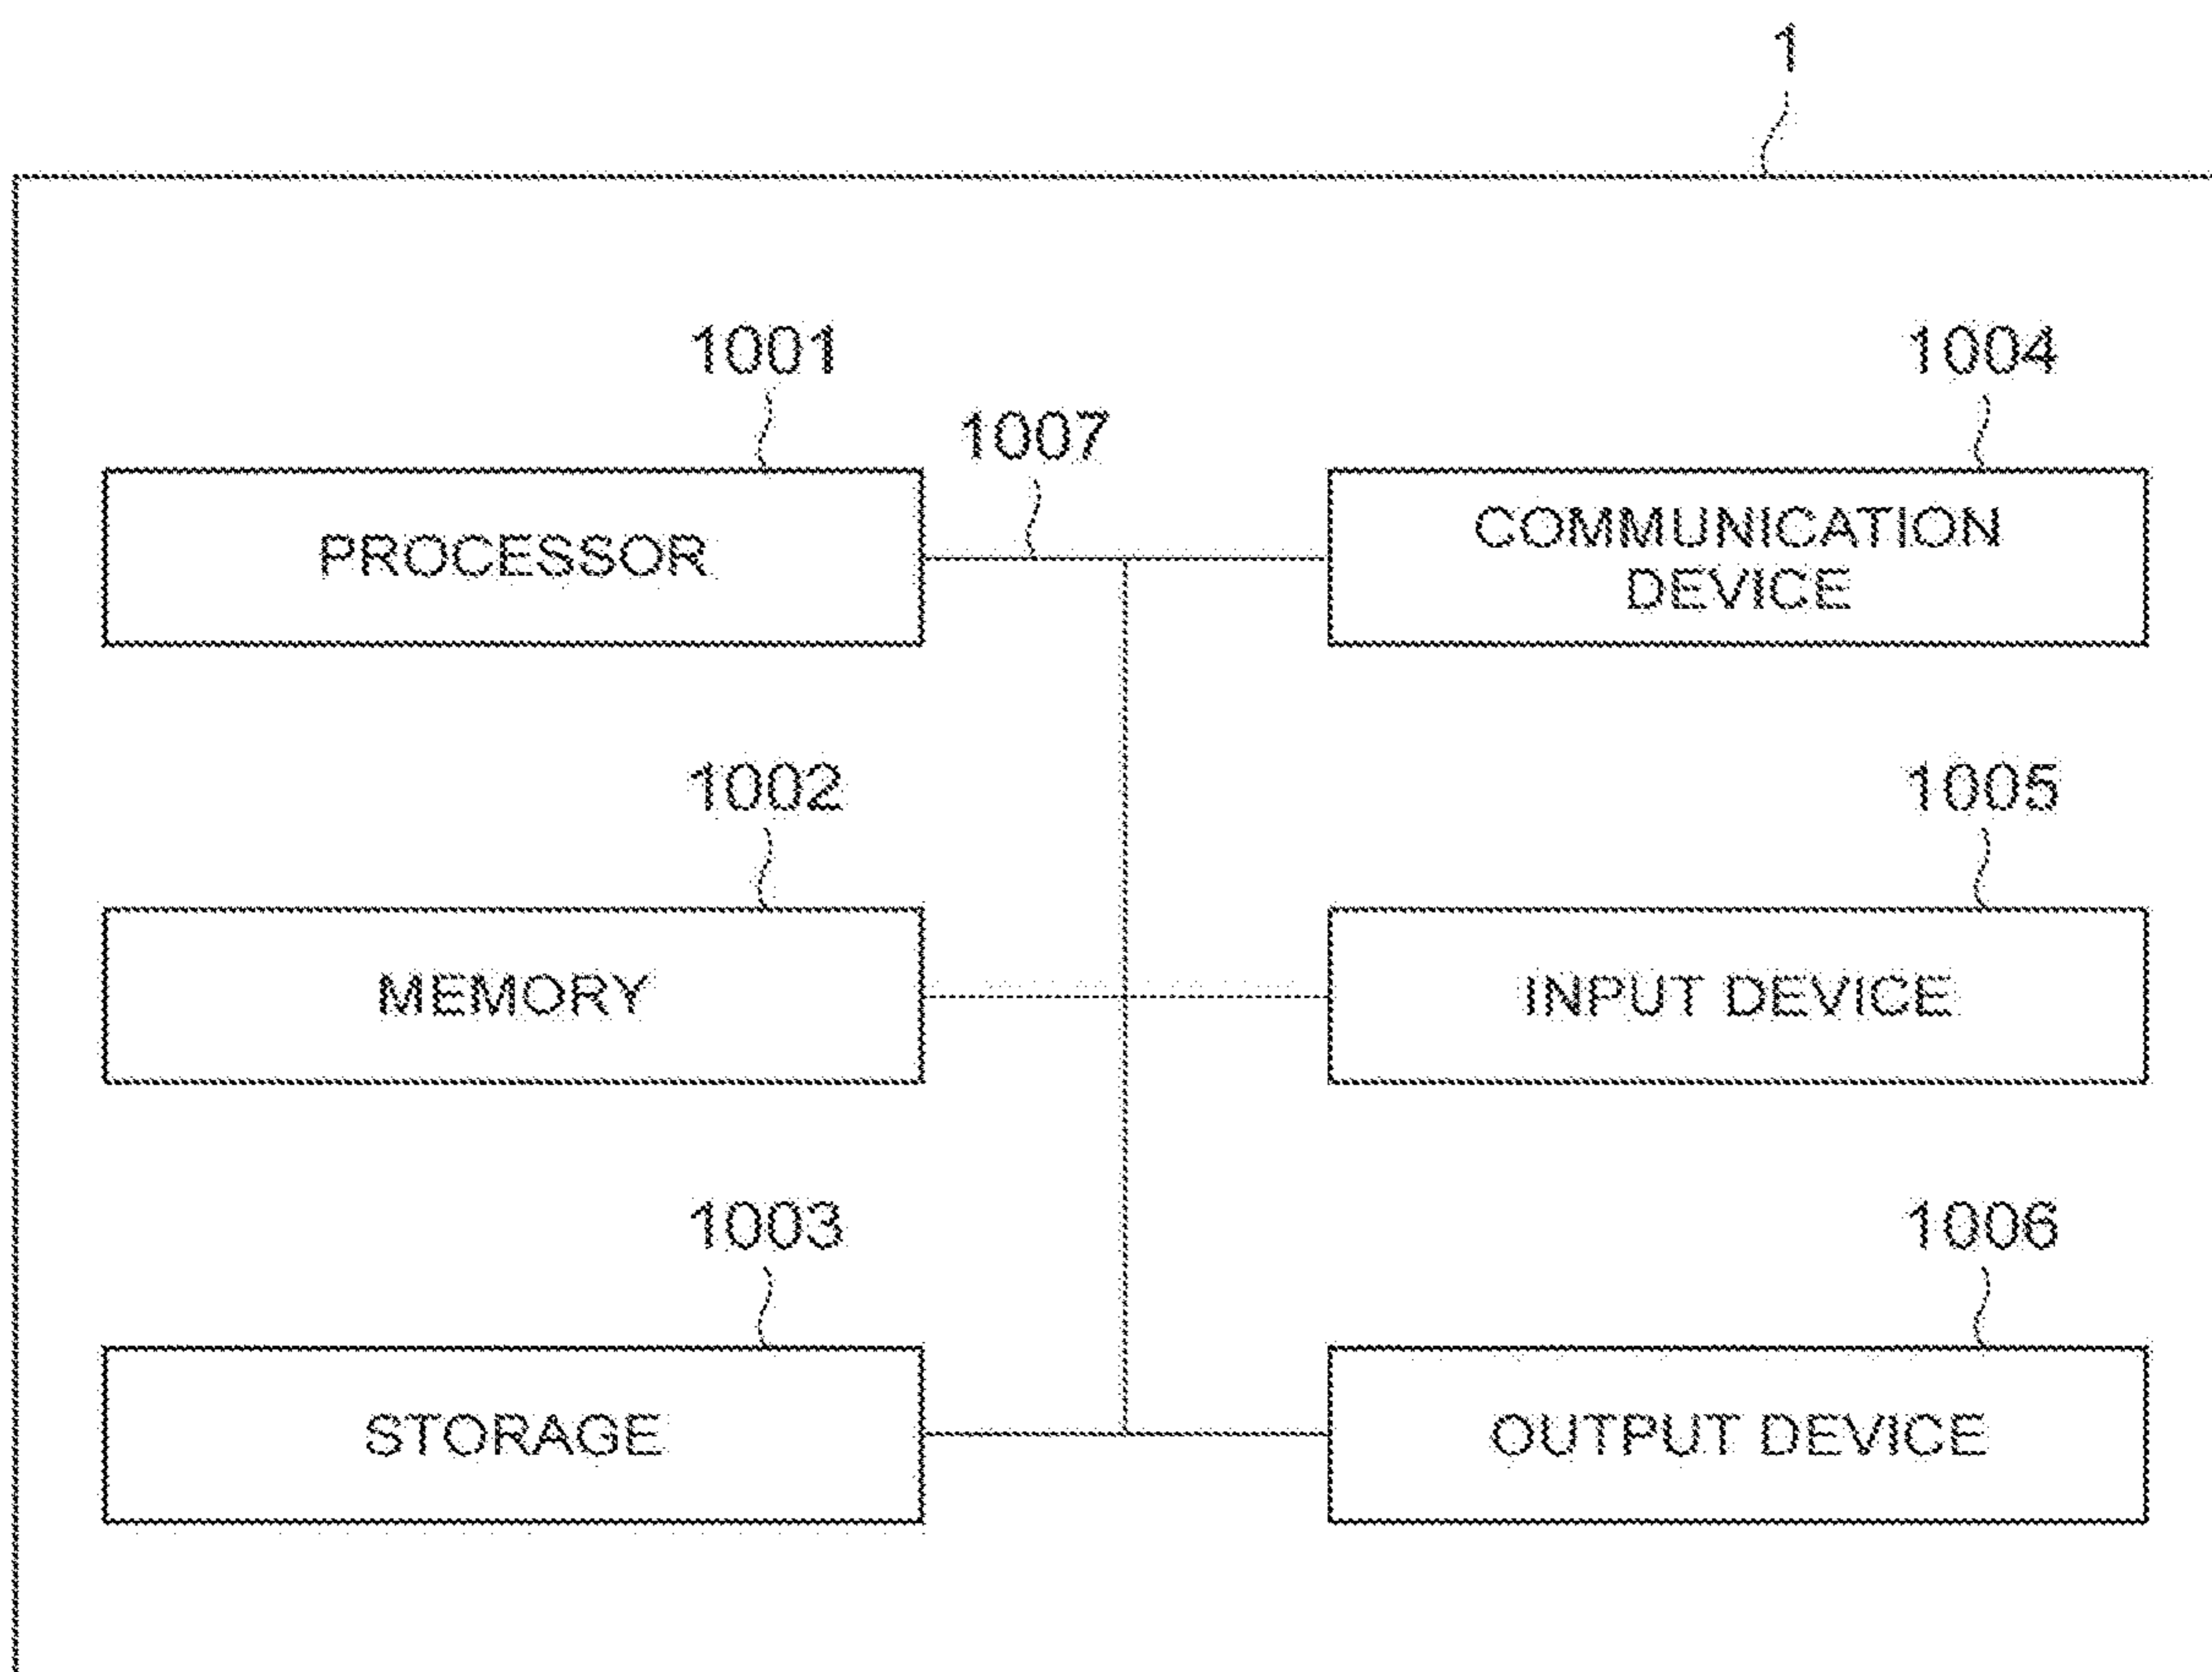 1
1001
1007
1004
PROCESSOR
COMMUNICATION
DEVICE
1002
1005
MEMORY
INPUT DEVICE
1003
1006
STORAGE
OUTPUT DEVICE